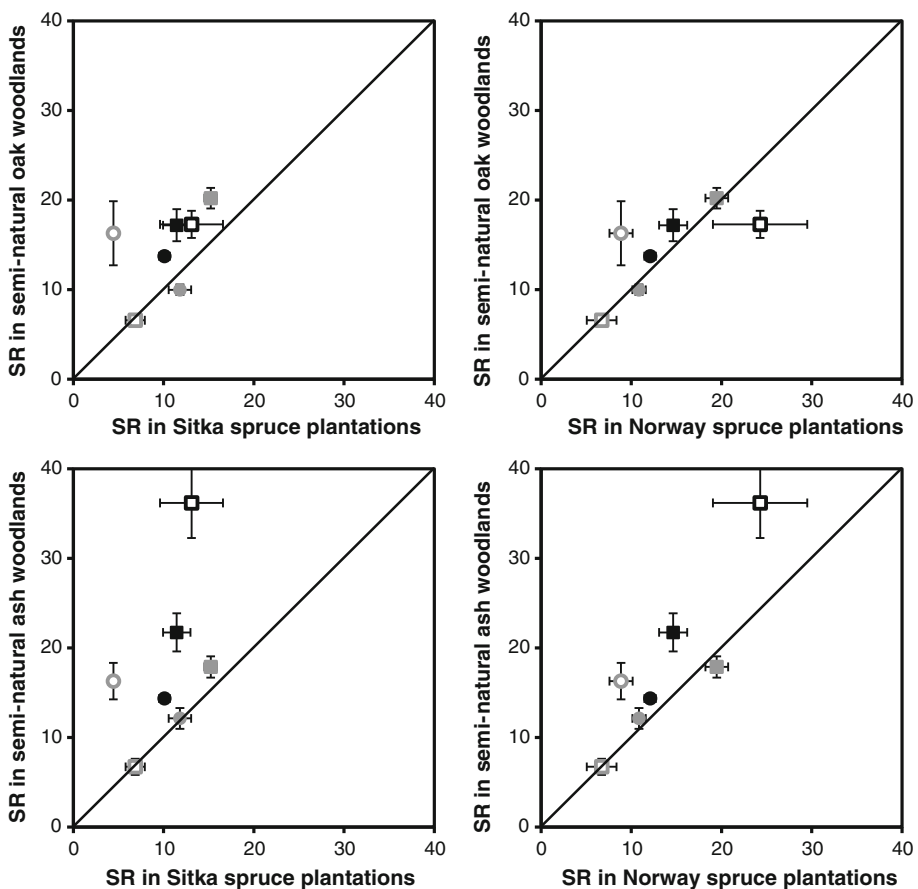 SR in semi-natural oak woodlands
40
30
20
10
0
0 10 20 30 40
SR in Sitka spruce plantations
SR in semi-natural oak woodlands
40
30
20
10
0
0 10 20 30 40
SR in Norway spruce plantations
SR in semi-natural ash woodlands
40
30
20
10
0
0 10 20 30 40
SR in Sitka spruce plantations
SR in semi-natural ash woodlands
40
30
20
10
0
0 10 20 30 40
SR in Norway spruce plantations